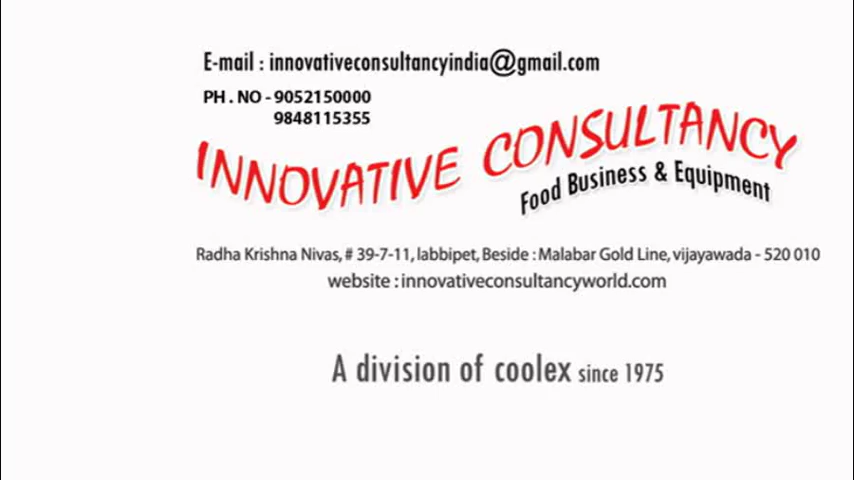 E-mail : innovativeconsultancyindia@gmail.com
PH . NO - 9052150000
9848115355
INNOVATIVE CONSULTANCY
Food Business & Equipment
Radha Krishna Nivas, # 39-7-11, labbipet, Beside : Malabar Gold Line, vijayawada - 520 010
website : innovativeconsultancyworld.com
A division of coolex since 1975